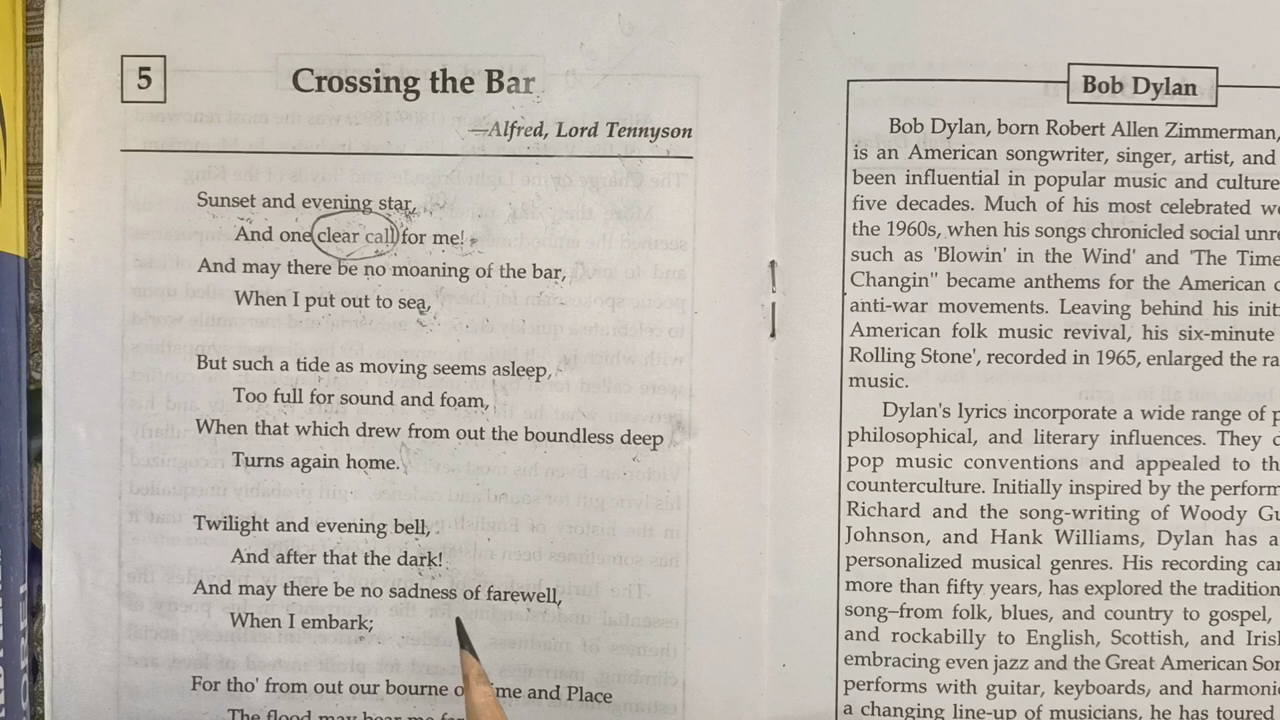 5
Crossing the Bar
—Alfred, Lord Tennyson
Sunset and evening star,
And one clear call for me!
And may there be no moaning of the bar,
When I put out to sea,
But such a tide as moving seems asleep,
Too full for sound and foam,
When that which drew from out the boundless deep
Turns again home.
Twilight and evening bell,
And after that the dark!
And may there be no sadness of farewell,
When I embark;
For tho' from out our bourne me and Place
The flood may bear me
Bob Dylan
Bob Dylan, born Robert Allen Zimmerman,
is an American songwriter, singer, artist, and
been influential in popular music and culture
five decades. Much of his most celebrated
the 1960s, when his songs chronicled social
such as 'Blowin' in the Wind' and 'The Time
Changin" became anthems for the American
anti-war movements. Leaving behind his
American folk music revival, his six-minute
Rolling Stone', recorded in 1965, enlarged the
music.
Dylan's lyrics incorporate a wide range of
philosophical, and literary influences. They
pop music conventions and appealed to
counterculture. Initially inspired by the
Richard and the song-writing of Woody
Johnson, and Hank Williams, Dylan has
personalized musical genres. His recording
more than fifty years, has explored the
song–from folk, blues, and country to gospel,
and rockabilly to English, Scottish, and
embracing even jazz and the Great American
performs with guitar, keyboards, and
a changing line-up of musicians, he has toured